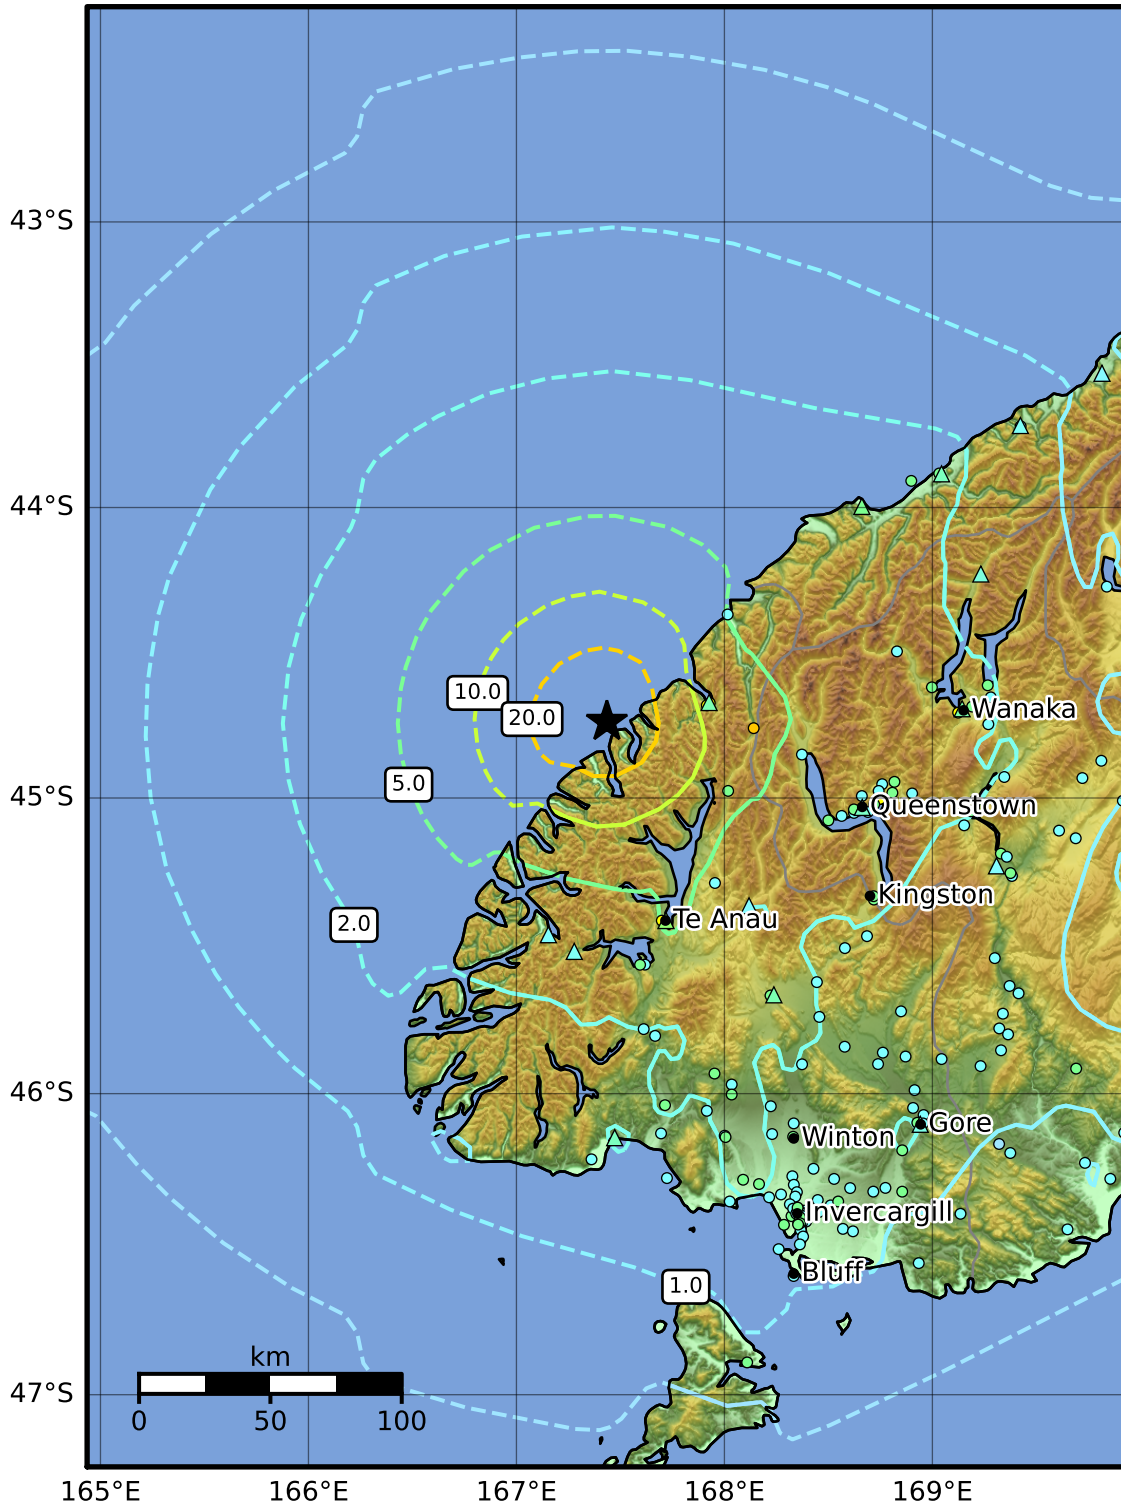 43°S
44°S
10.0
20.0
Wanaka
5.0
45°S
Queenstown
Kingston
2.0
Te Anau
46°S
Gore
Winton
Invercargill
Bluff
1.0
km
47°S
0 50 100
165°E 166°E 167°E 168°E 169°E